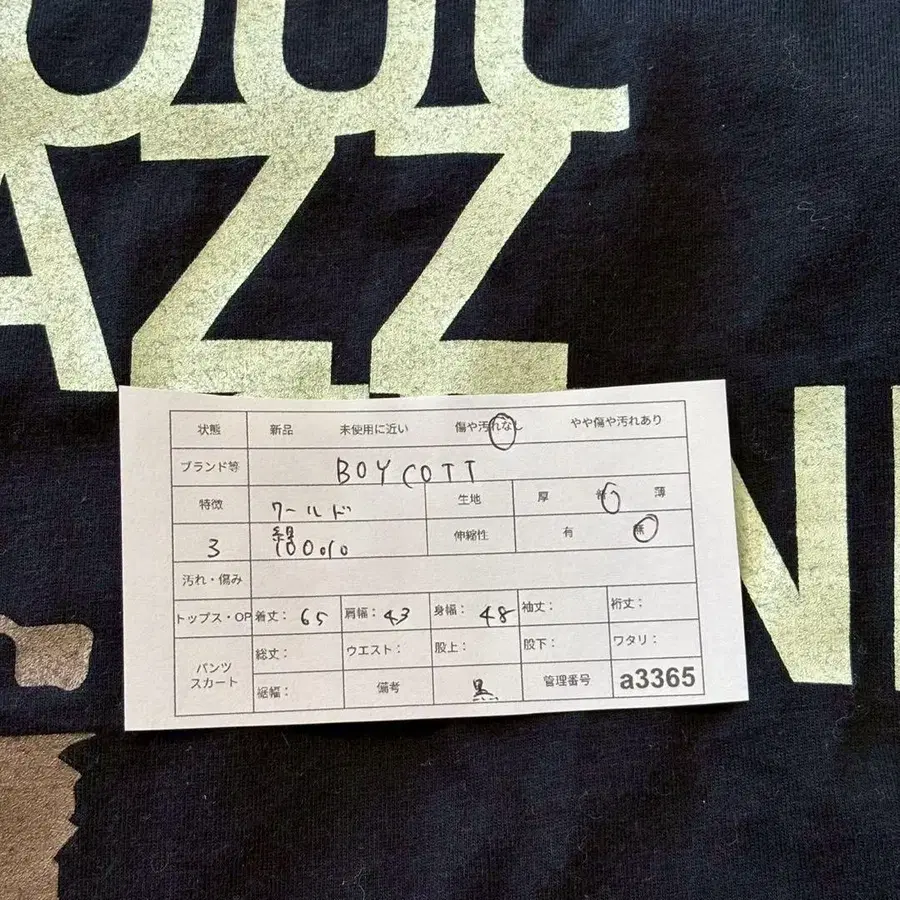 AZZ
状態 新品 未使用に近い 傷や汚れなし やや傷や汚れあり
ブランド等 BOYCOTT
特徴 ワールド 生地 厚 薄
3 綿100% 伸縮性 有 無
汚れ・傷み
トップス・OP 着丈: 65 肩幅: 43 身幅: 48 袖丈: 裄丈:
パンツ スカート 総丈: ウエスト: 股上: 股下: ワタリ:
裾幅: 備考 黒 管理番号 a3365